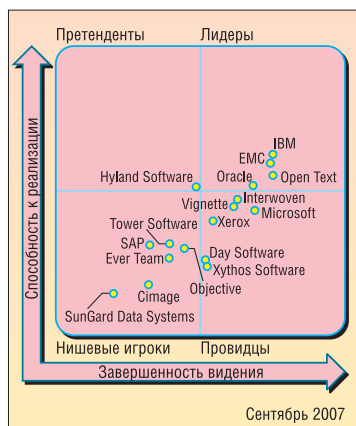 Претенденты Лидеры
IBM
EMC
Hyland Software Oracle Open Text
Interwoven
Vignette Microsoft
Xerox
Tower Software
SAP Day Software
Ever Team Xythos Software
Objective
Cimage
SunGard Data Systems
Нишевые игроки Провидцы
Способность к реализации
Завершенность видения
Сентябрь 2007